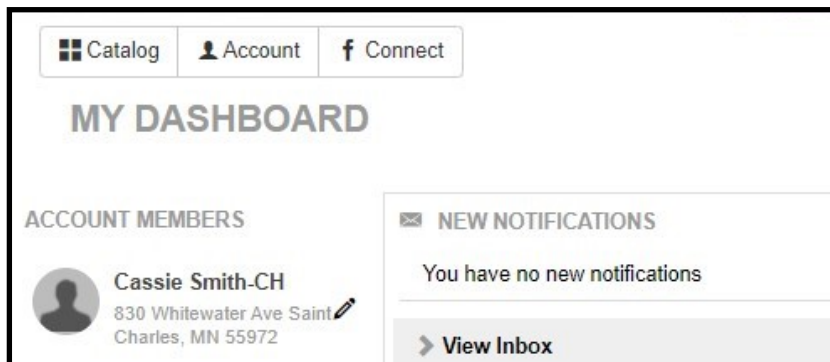 Catalog Account Connect
MY DASHBOARD
ACCOUNT MEMBERS
Cassie Smith-CH
830 Whitewater Ave Saint
Charles, MN 55972
NEW NOTIFICATIONS
You have no new notifications
View Inbox